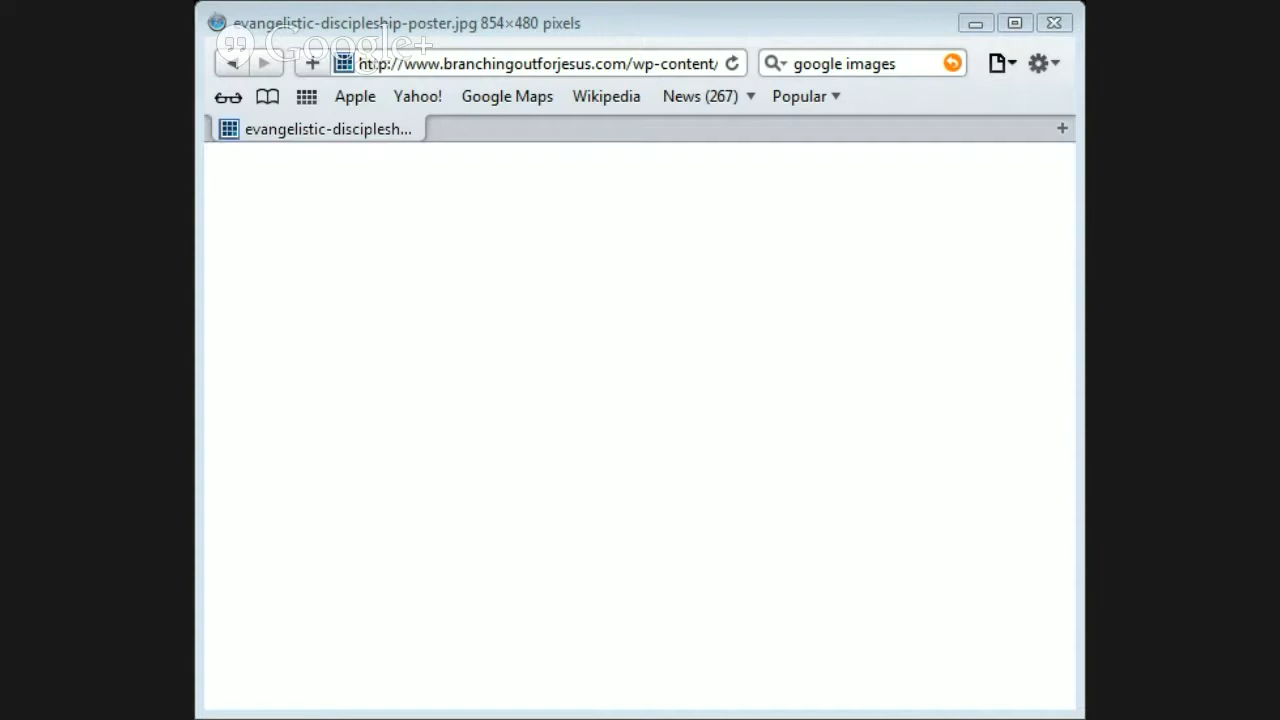 evangelistic-discipleship-poster.jpg 854×480 pixels
Google+
http://www.branchingoutforjesus.com/wp-content/
google images
Apple Yahoo! Google Maps Wikipedia News (267) Popular
evangelistic-disciplesh...